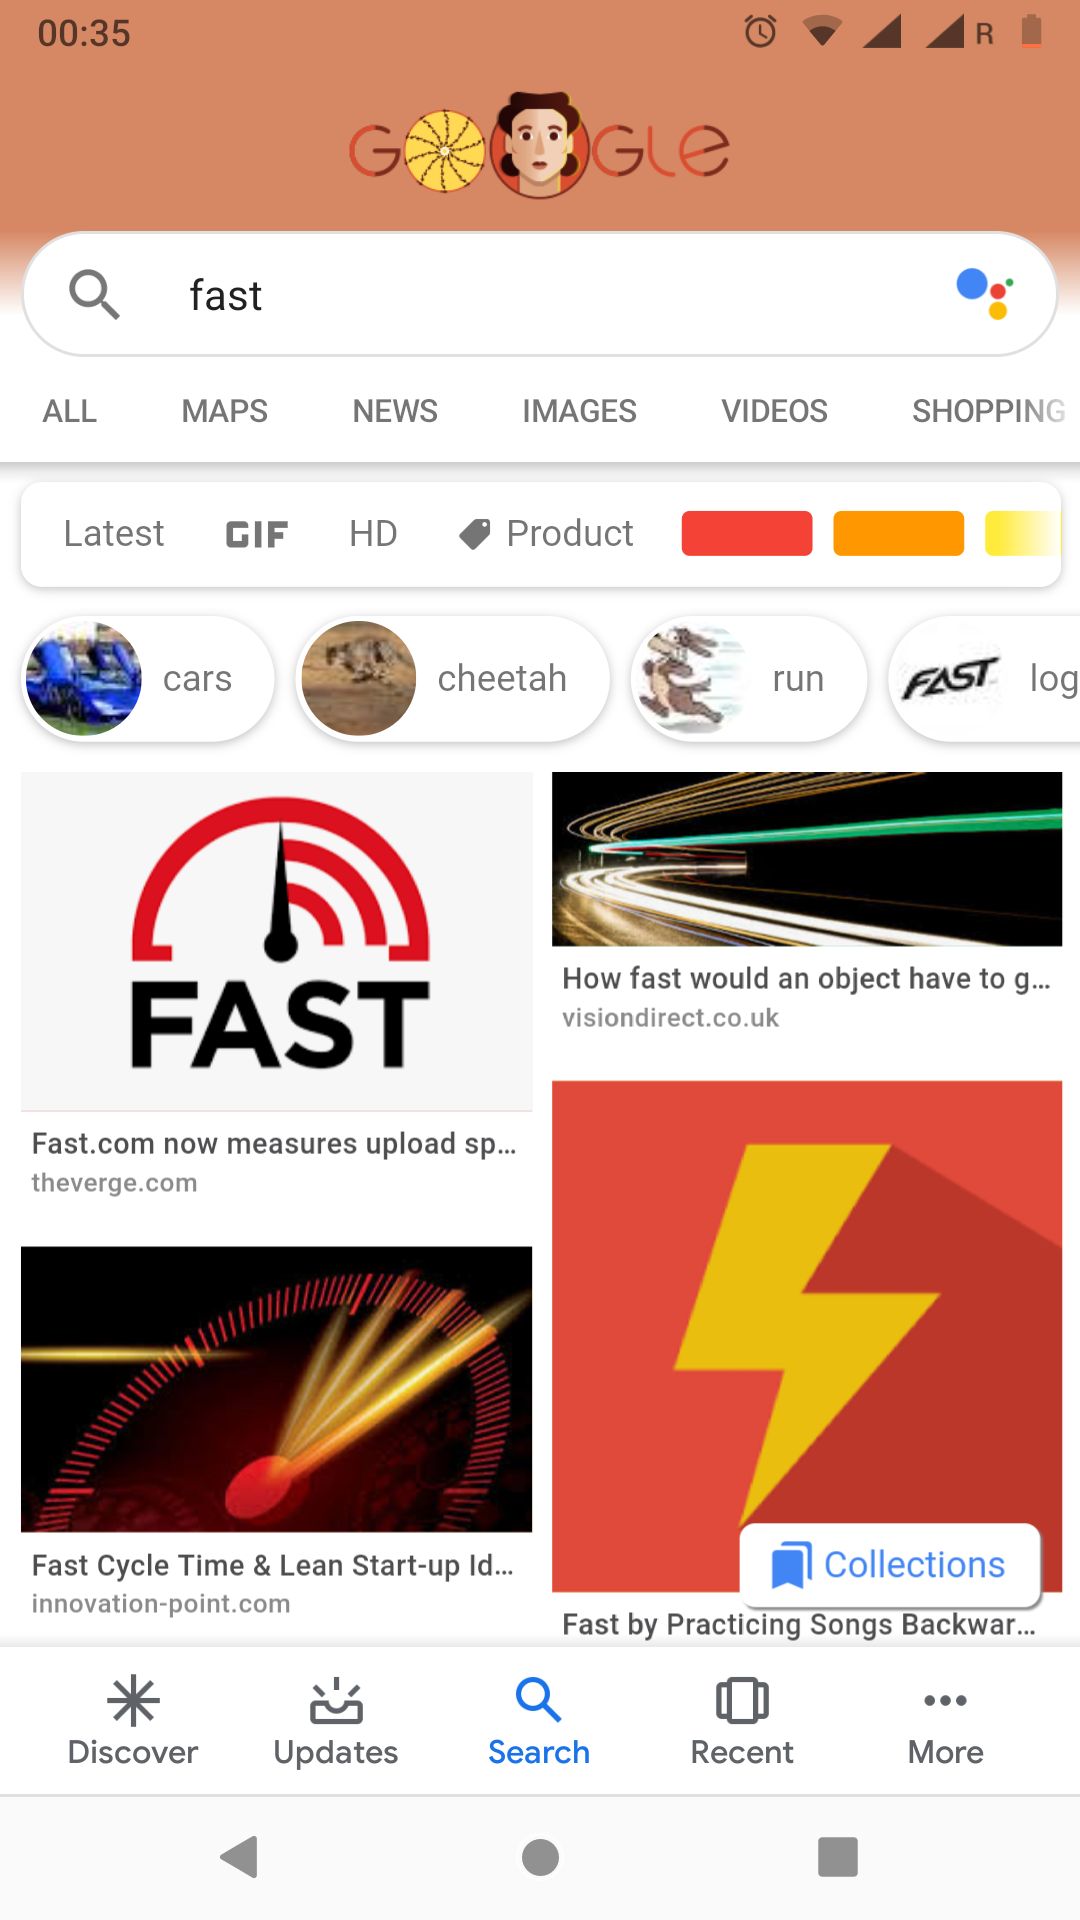 00:35
R
GOOGLE
fast
ALL MAPS NEWS IMAGES VIDEOS SHOPPING
Latest GIF HD Product
cars cheetah run FAST log
FAST
How fast would an object have to g...
visiondirect.co.uk
Fast.com now measures upload sp...
theverge.com
Fast Cycle Time & Lean Start-up Id...
innovation-point.com
Collections
Fast by Practicing Songs Backwar...
Discover Updates Search Recent More